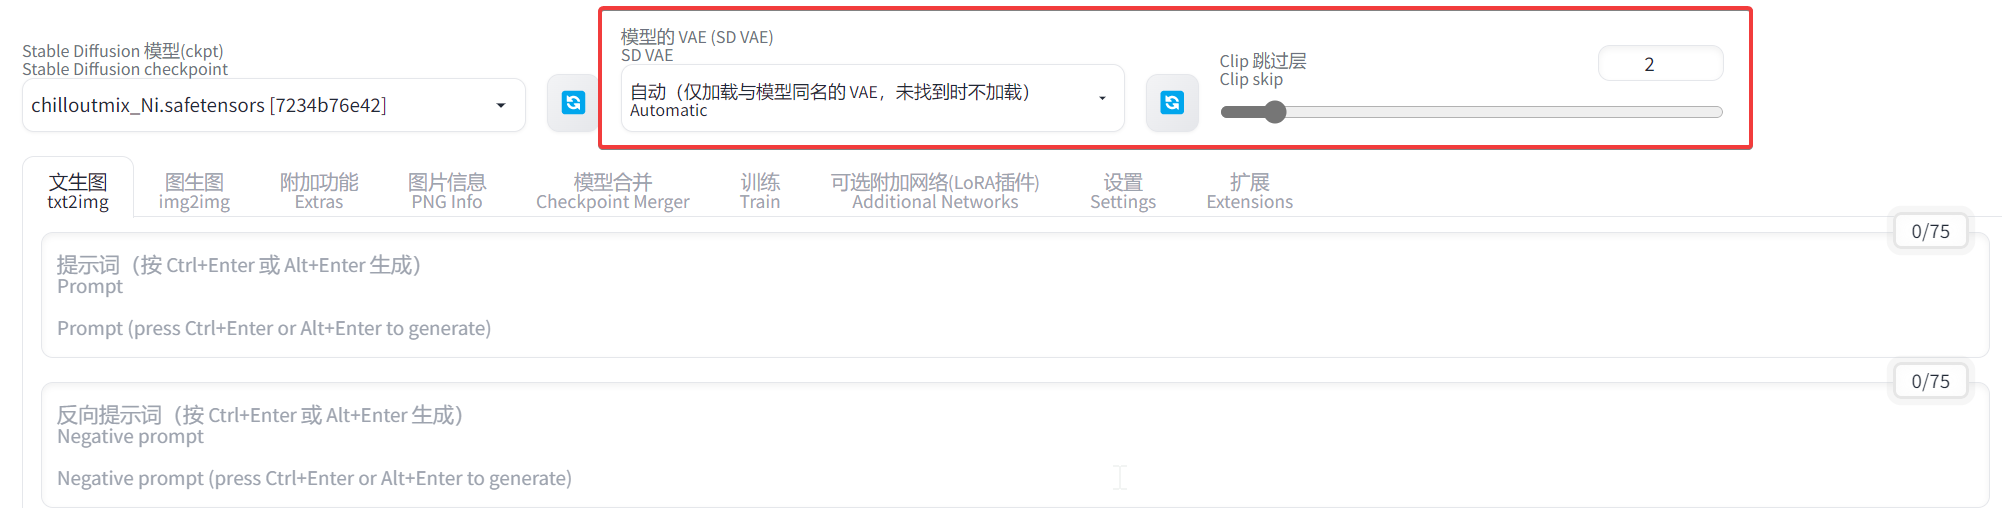 Stable Diffusion 模型(ckpt)
Stable Diffusion checkpoint
chilloutmix_Ni.safetensors [7234b76e42]
模型的 VAE (SD VAE)
SD VAE
自动（仅加载与模型同名的 VAE，未找到时不加载）
Automatic
Clip 跳过层
Clip skip
2
文生图
txt2img
图生图
img2img
附加功能
Extras
图片信息
PNG Info
模型合并
Checkpoint Merger
训练
Train
可选附加网络(LoRA插件)
Additional Networks
设置
Settings
扩展
Extensions
0/75
提示词（按 Ctrl+Enter 或 Alt+Enter 生成）
Prompt
Prompt (press Ctrl+Enter or Alt+Enter to generate)
0/75
反向提示词（按 Ctrl+Enter 或 Alt+Enter 生成）
Negative prompt
Negative prompt (press Ctrl+Enter or Alt+Enter to generate)